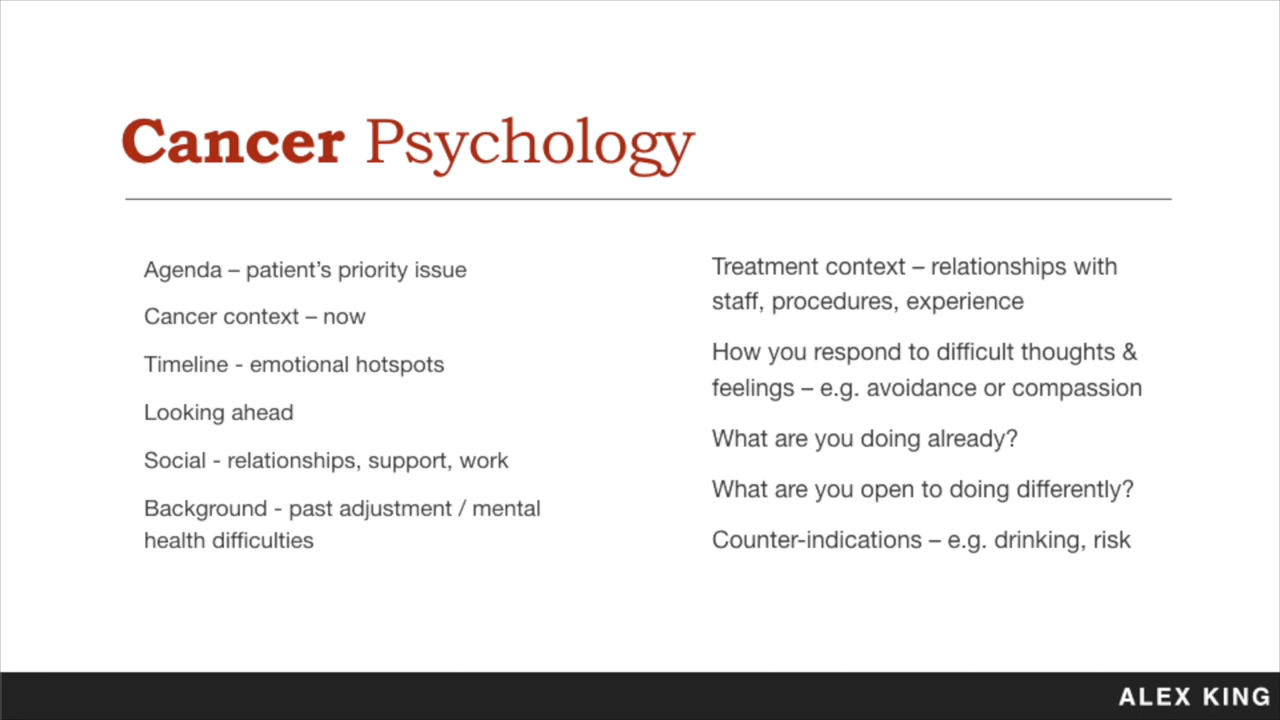 Cancer Psychology
Agenda – patient’s priority issue
Cancer context – now
Timeline - emotional hotspots
Looking ahead
Social - relationships, support, work
Background - past adjustment / mental
health difficulties
Treatment context – relationships with
staff, procedures, experience
How you respond to difficult thoughts &
feelings – e.g. avoidance or compassion
What are you doing already?
What are you open to doing differently?
Counter-indications – e.g. drinking, risk
ALEX KING